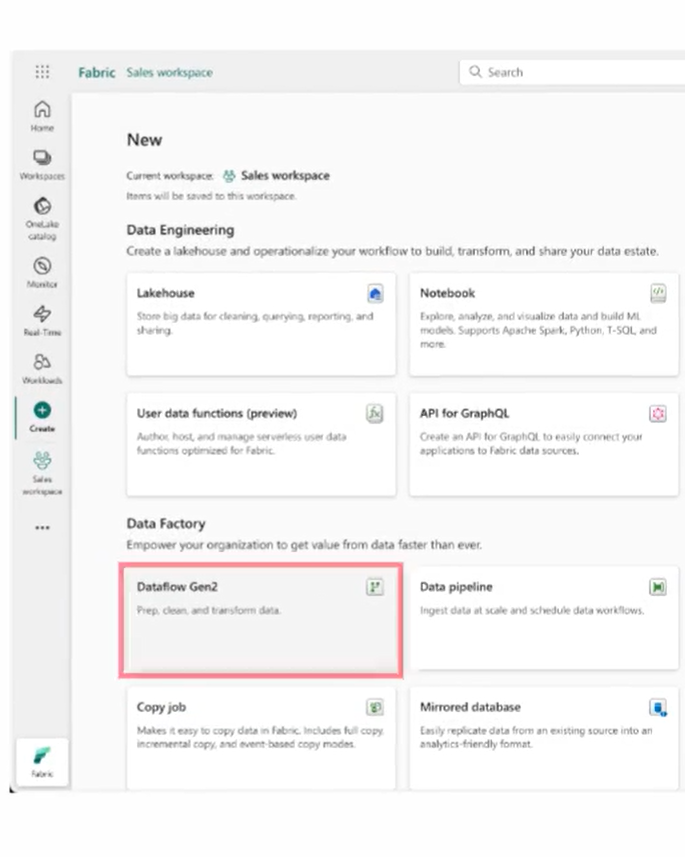 Fabric Sales workspace
Search
Home
Workspaces
OneLake
catalog
Monitor
Real-Time
Workloads
Create
Sales
workspace
Fabric
New
Current workspace: Sales workspace
Items will be saved to this workspace.
Data Engineering
Create a lakehouse and operationalize your workflow to build, transform, and share your data estate.
Lakehouse
Store big data for cleaning, querying, reporting, and
sharing.
Notebook
Explore, analyze, and visualize data and build ML
models. Supports Apache Spark, Python, T-SQL, and
more.
User data functions (preview)
Author, host, and manage serverless user data
functions optimized for Fabric.
API for GraphQL
Create an API for GraphQL to easily connect your
applications to Fabric data sources.
Data Factory
Empower your organization to get value from data faster than ever.
Dataflow Gen2
Prep, clean, and transform data.
Data pipeline
Ingest data at scale and schedule data workflows.
Copy job
Makes it easy to copy data in Fabric. Includes full copy,
incremental copy, and event-based copy modes.
Mirrored database
Easily replicate data from an existing source into an
analytics-friendly format.